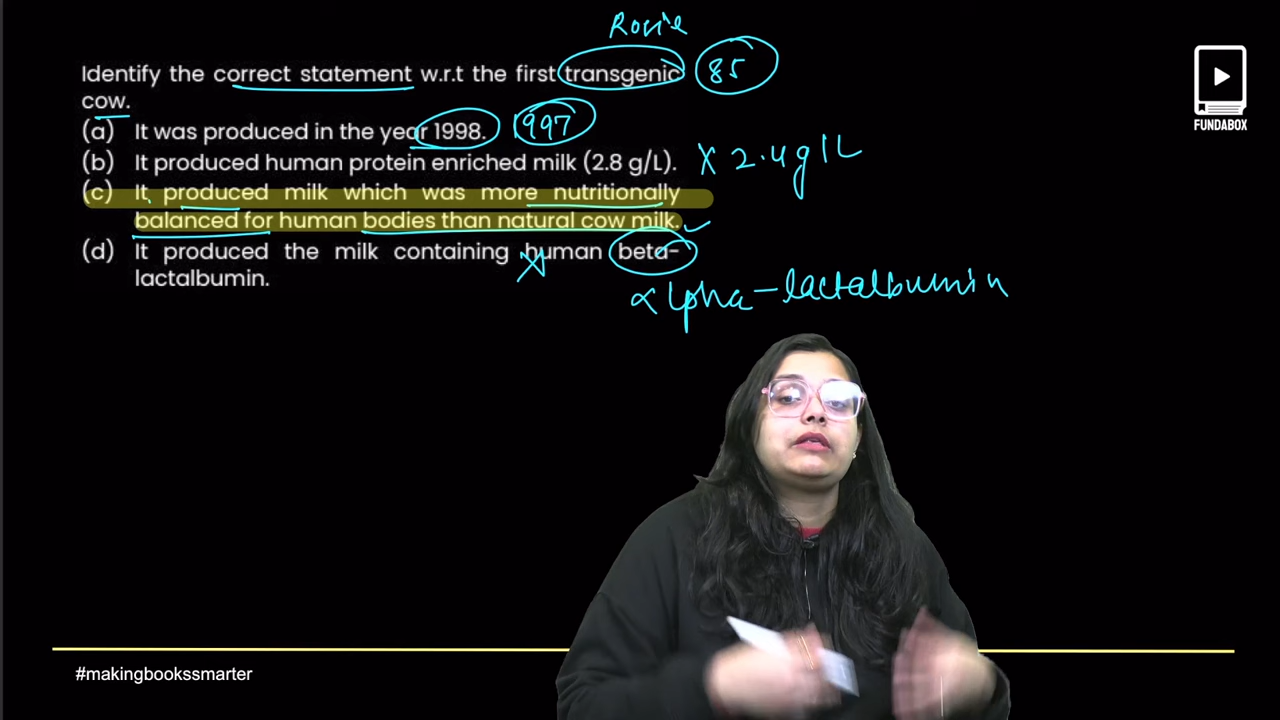 Rosie
Identify the correct statement w.r.t the first transgenic 85
cow.
(a) It was produced in the year 1998. 1997
(b) It produced human protein enriched milk (2.8 g/L). X 2.4g/L
(c) It produced milk which was more nutritionally
balanced for human bodies than natural cow milk. ✓
(d) It produced the milk containing human beta-
lactalbumin.
αlpha-lactalbumin
FUNDABOX
#makingbookssmarter